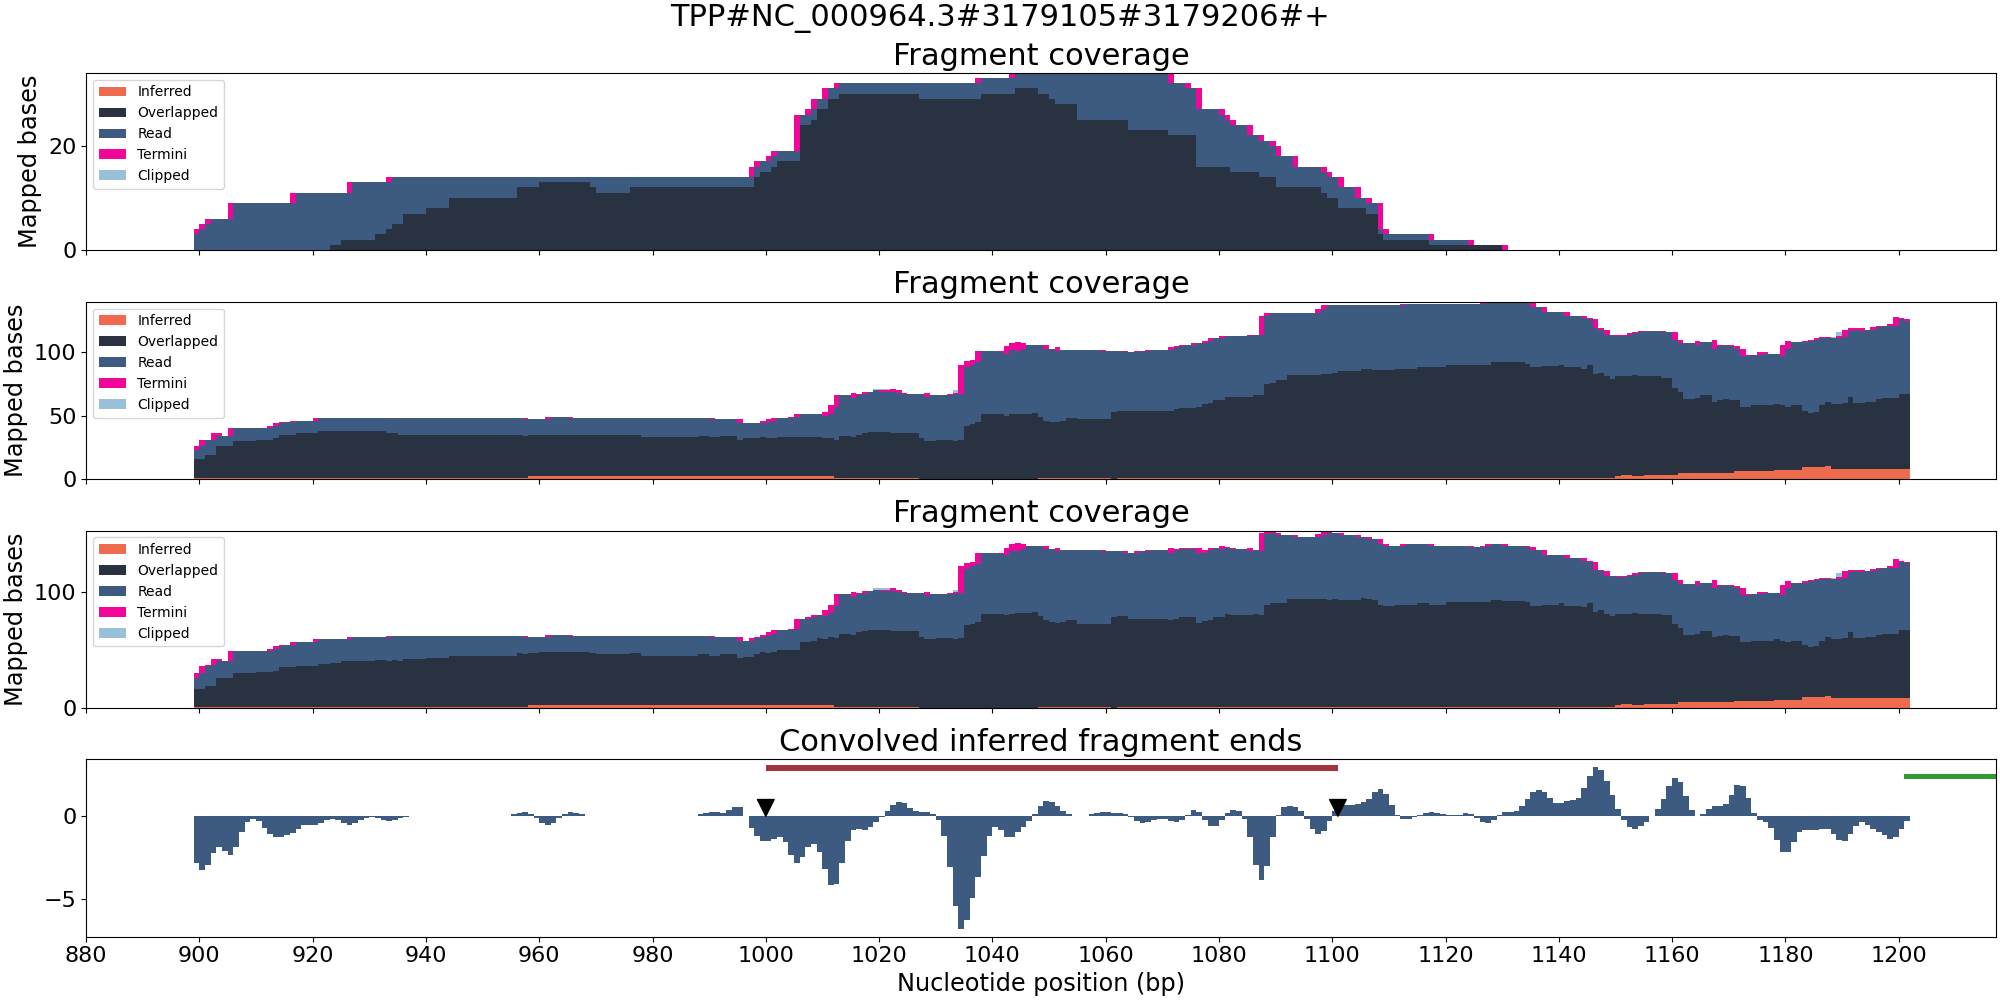 TPP#NC_000964.3#3179105#3179206#+
Fragment coverage
Mapped bases
20
0
Inferred
Overlapped
Read
Termini
Clipped
Fragment coverage
Mapped bases
100
50
0
Inferred
Overlapped
Read
Termini
Clipped
Fragment coverage
Mapped bases
100
0
Inferred
Overlapped
Read
Termini
Clipped
Convolved inferred fragment ends
0
−5
880 900 920 940 960 980 1000 1020 1040 1060 1080 1100 1120 1140 1160 1180 1200
Nucleotide position (bp)